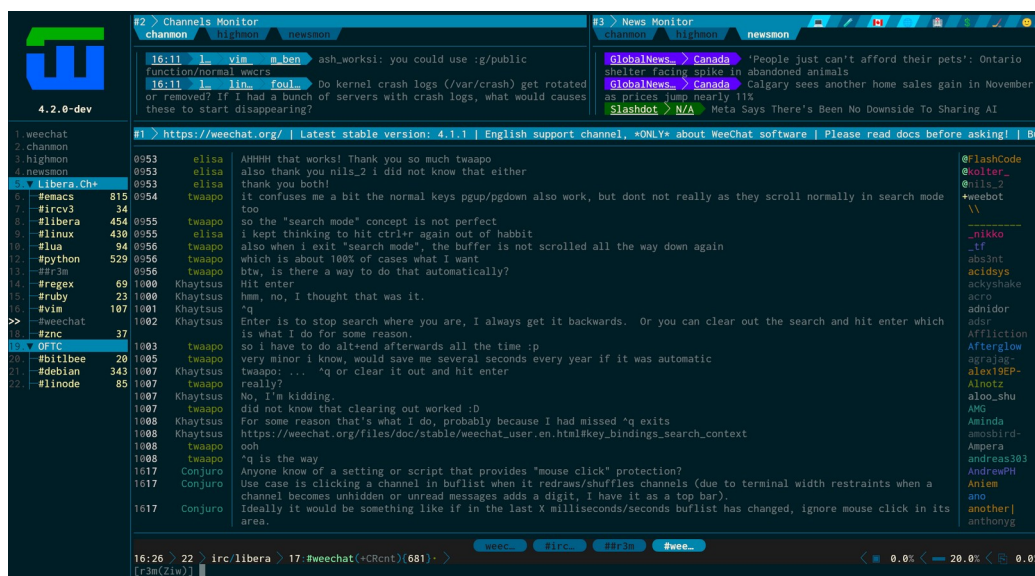 4.2.0-dev
1.weechat
2.chanmon
3.highmon
4.newsmon
5.▼ Libera.Ch+
6. ─#emacs 815
7. ─#ircv3 34
8. ─#libera 454
9. ─#linux 430
10. ─#lua 94
12. ─#python 529
13. ─##r3m
14. ─#regex 69
15. ─#ruby 23
16. ─#vim 107
>> ─#weechat
18. ─#znc 37
19.▼ OFTC
20. ─#bitlbee 20
21. ─#debian 343
22. ─#linode 85
#2 > Channels Monitor
chanmon highmon newsmon
16:11 l… vim_ m_ben ash_worksi: you could use :g/public
function/normal wwcrs
16:11 l… lin… foul… Do kernel crash logs (/var/crash) get rotated
or removed? If I had a bunch of servers with crash logs, what would causes
these to start disappearing?
#3 > News Monitor
chanmon highmon newsmon
GlobalNews… > Canada 'People just can't afford their pets': Ontario
shelter facing spike in abandoned animals
GlobalNews… > Canada Calgary sees another home sales gain in November
as prices jump nearly 11%
Slashdot > N/A Meta Says There's Been No Downside To Sharing AI
#1 > https://weechat.org/ | Latest stable version: 4.1.1 | English support channel, *ONLY* about WeeChat software | Please read docs before asking! |
0953 elisa AHHHH that works! Thank you so much twaapo
0953 elisa also thank you nils_2 i did not know that either
0953 elisa thank you both!
0954 twaapo it confuses me a bit the normal keys pgup/pgdown also work, but dont not really as they scroll normally in search mode
too
0955 twaapo so the "search mode" concept is not perfect
0955 elisa i kept thinking to hit ctrl+r again out of habbit
0956 twaapo also when i exit "search mode", the buffer is not scrolled all the way down again
0956 twaapo which is about 100% of cases what I want
0956 twaapo btw, is there a way to do that automatically?
1000 Khaytsus Hit enter
1000 Khaytsus hmm, no, I thought that was it.
1001 Khaytsus ^q
1002 Khaytsus Enter is to stop search where you are, I always get it backwards. Or you can clear out the search and hit enter which
is what I do for some reason.
1003 twaapo so i have to do alt+end afterwards all the time :p
1005 twaapo very minor i know, would save me several seconds every year if it was automatic
1007 Khaytsus twaapo: ... ^q or clear it out and hit enter
1007 twaapo really?
1007 Khaytsus No, I'm kidding.
1007 twaapo did not know that clearing out worked :D
1008 Khaytsus For some reason that's what I do, probably because I had missed ^q exits
1008 Khaytsus https://weechat.org/files/doc/stable/weechat_user.en.html#key_bindings_search_context
1008 twaapo ooh
1008 twaapo ^q is the way
1617 Conjuro Anyone know of a setting or script that provides "mouse click" protection?
1617 Conjuro Use case is clicking a channel in buflist when it redraws/shuffles channels (due to terminal width restraints when a
channel becomes unhidden or unread messages adds a digit, I have it as a top bar).
1617 Conjuro Ideally it would be something like if in the last X milliseconds/seconds buflist has changed, ignore mouse click in its
area.
@FlashCode
@kolter_
@nils_2
+weebot
\\
_nikko
_tf
abs3nt
acidsys
ackyshake
acro
adnidor
adsr
Affliction
Afterglow
agrajag-
alex19EP-
Alnotz
aloo_shu
AMG
Aminda
amosbird-
Ampera
andreas303
AndrewPH
Aniem
ano
another|
anthonyg
weec… #irc… ##r3m #wee…
16:26 > 22 > irc/libera > 17:#weechat(+CRcnt){681}- >
0.0% < 20.0% < 0.0
[r3m(Ziw)]